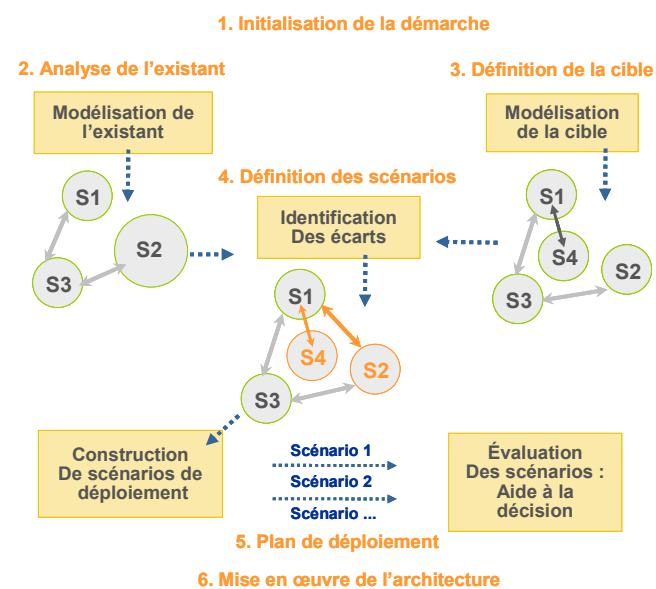 1. Initialisation de la démarche
2. Analyse de l'existant
3. Définition de la cible
Modélisation de
l'existant
Modélisation
de la cible
4. Définition des scénarios
S1
S2
S3
Identification
Des écarts
S1
S4
S2
S3
S1
S4
S2
S3
Construction
De scénarios de
déploiement
Scénario 1
Scénario 2
Scénario ...
Évaluation
Des scénarios :
Aide à la
décision
5. Plan de déploiement
6. Mise en œuvre de l'architecture